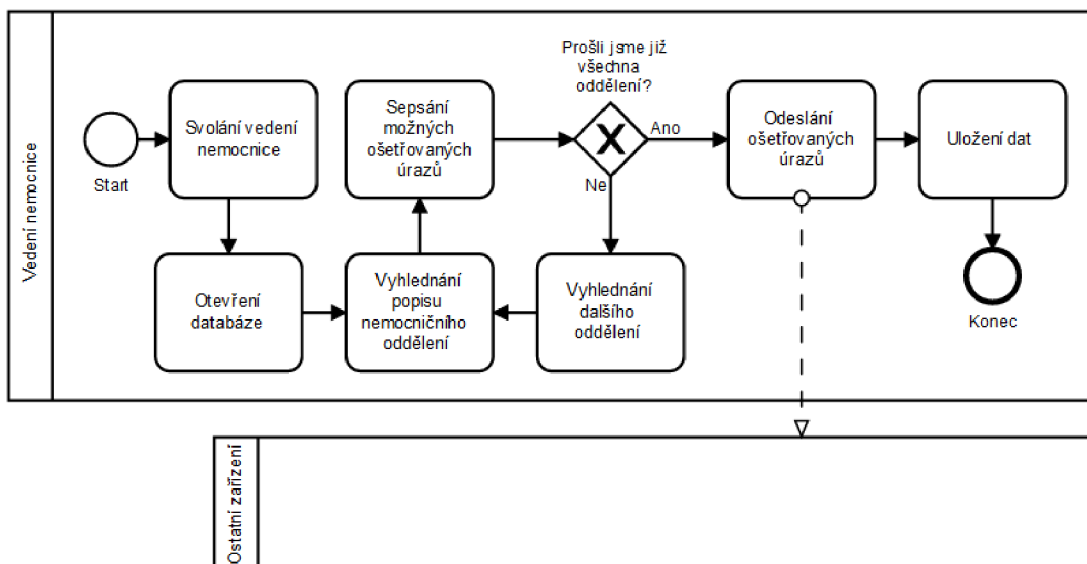 Vedení nemocnice
Start
Svolání vedení
nemocnice
Sepsání
možných
ošetřovaných
úrazů
Prošli jsme již
všechna
oddělení?
Ano
Ne
Odeslání
ošetřovaných
úrazů
Uložení dat
Otevření
databáze
Vyhlednání
popisu
nemocničního
oddělení
Vyhlednání
dalšího
oddělení
Konec
Ostatní zařízení